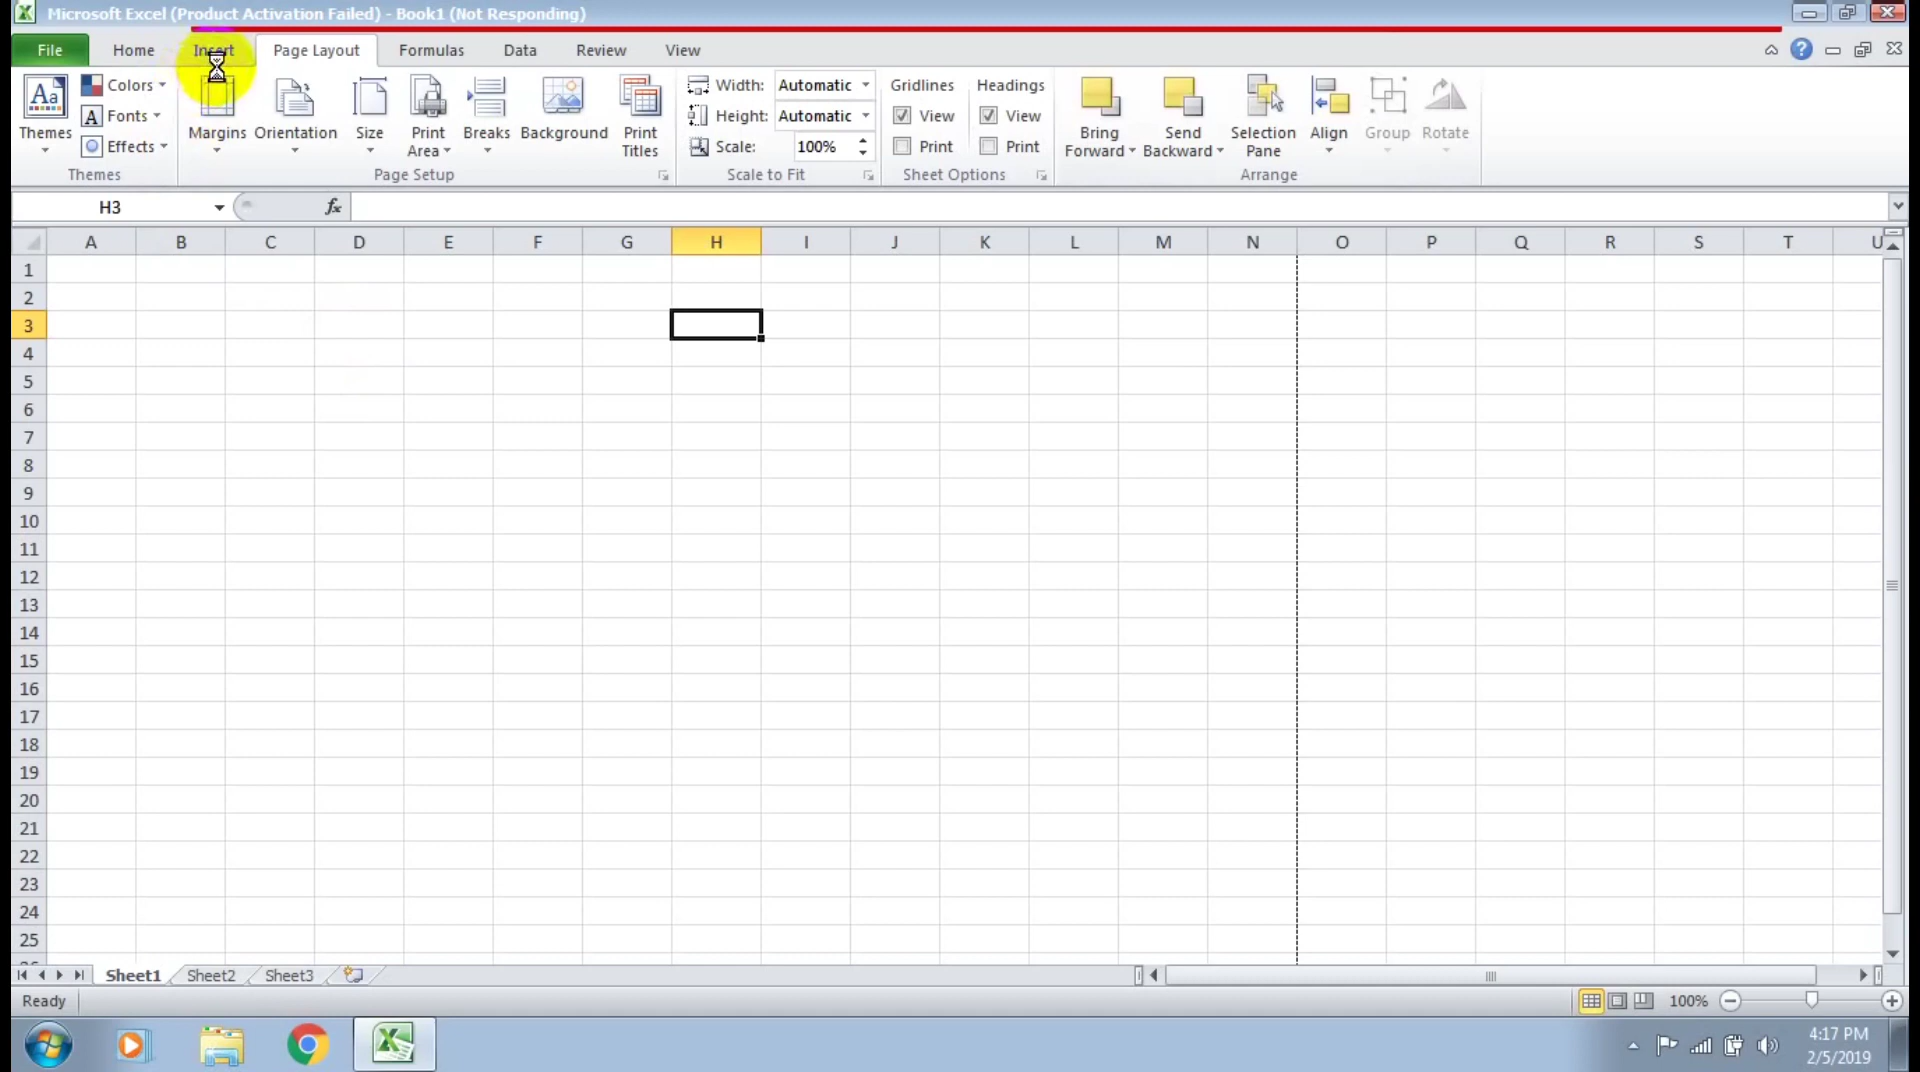 Microsoft Excel (Product Activation Failed) - Book1 (Not Responding)
File Home Insert Page Layout Formulas Data Review View
Colors Width: Automatic Gridlines Headings
Fonts Height: Automatic View View
Themes Effects Margins Orientation Size Print Area Breaks Background Print Titles Scale: 100% Print Print Bring Forward Send Backward Selection Pane Align Group Rotate
Themes Page Setup Scale to Fit Sheet Options Arrange
H3 fx
A B C D E F G H I J K L M N O P Q R S T U
1
2
3
4
5
6
7
8
9
10
11
12
13
14
15
16
17
18
19
20
21
22
23
24
25
Sheet1 Sheet2 Sheet3
Ready 100%
4:17 PM
2/5/2019